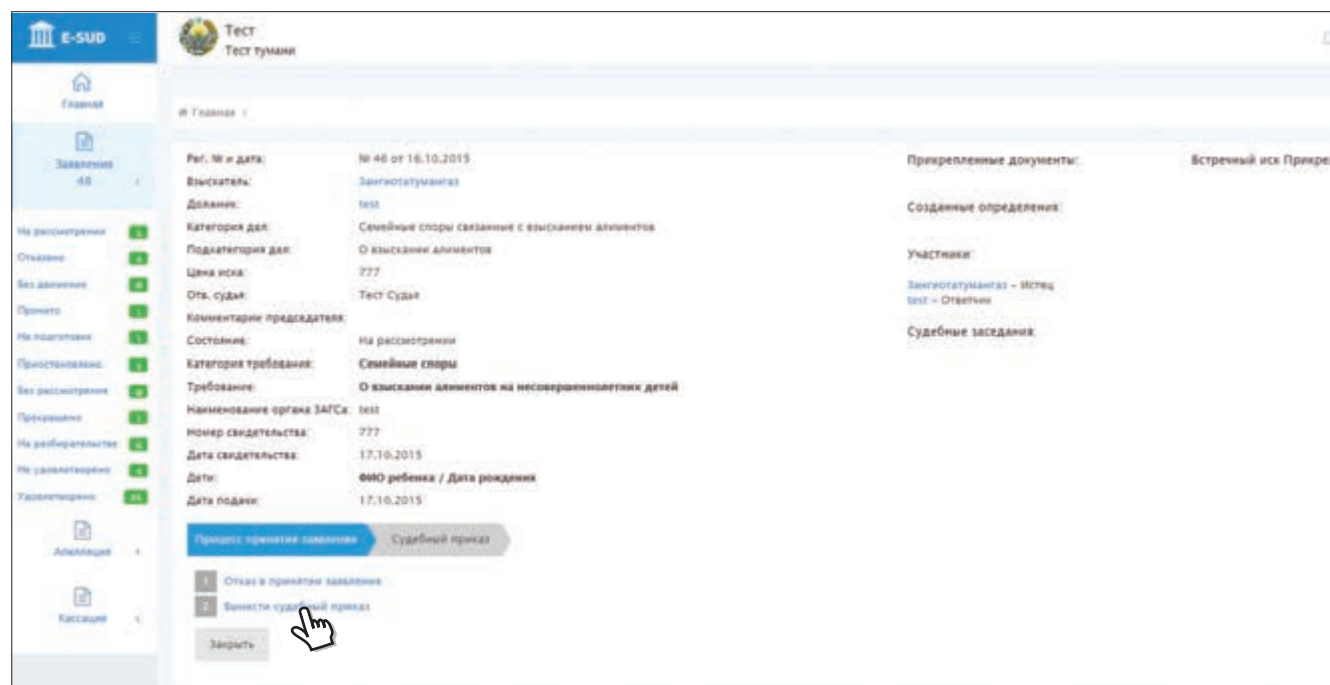 E-SUD
Тест
Тест тумани
Главная
Заявления
48
На рассмотрении
Отказано
Без движения
Принято
На подготовке
Приостановлено
Без рассмотрения
Прекращено
На разбирательстве
Не удовлетворено
Удовлетворено
Апелляция
Кассация
Главная
Рег. № и дата: № 46 от 16.10.2015
Взыскатель: Зангиотатумангаз
Должник: test
Категория дел: Семейные споры связанные с взысканием алиментов
Подкатегория дел: О взыскании алиментов
Цена иска: 777
Отв. судья: Тест Судья
Комментарии председателя:
Состояние: На рассмотрении
Категория требования: Семейные споры
Требование: О взыскании алиментов на несовершеннолетних детей
Наименование органа ЗАГСа: test
Номер свидетельства: 777
Дата свидетельства: 17.10.2015
Дети: ФИО ребенка / Дата рождения
Дата подачи: 17.10.2015
Прикрепленные документы: Встречный иск Прикре
Созданные определения:
Участники:
Зангиотатумангаз – Истец
test – Ответчик
Судебные заседания:
Процесс принятия заявления Судебный приказ
1 Отказ в принятии заявления
2 Вынести судебный приказ
Закрыть